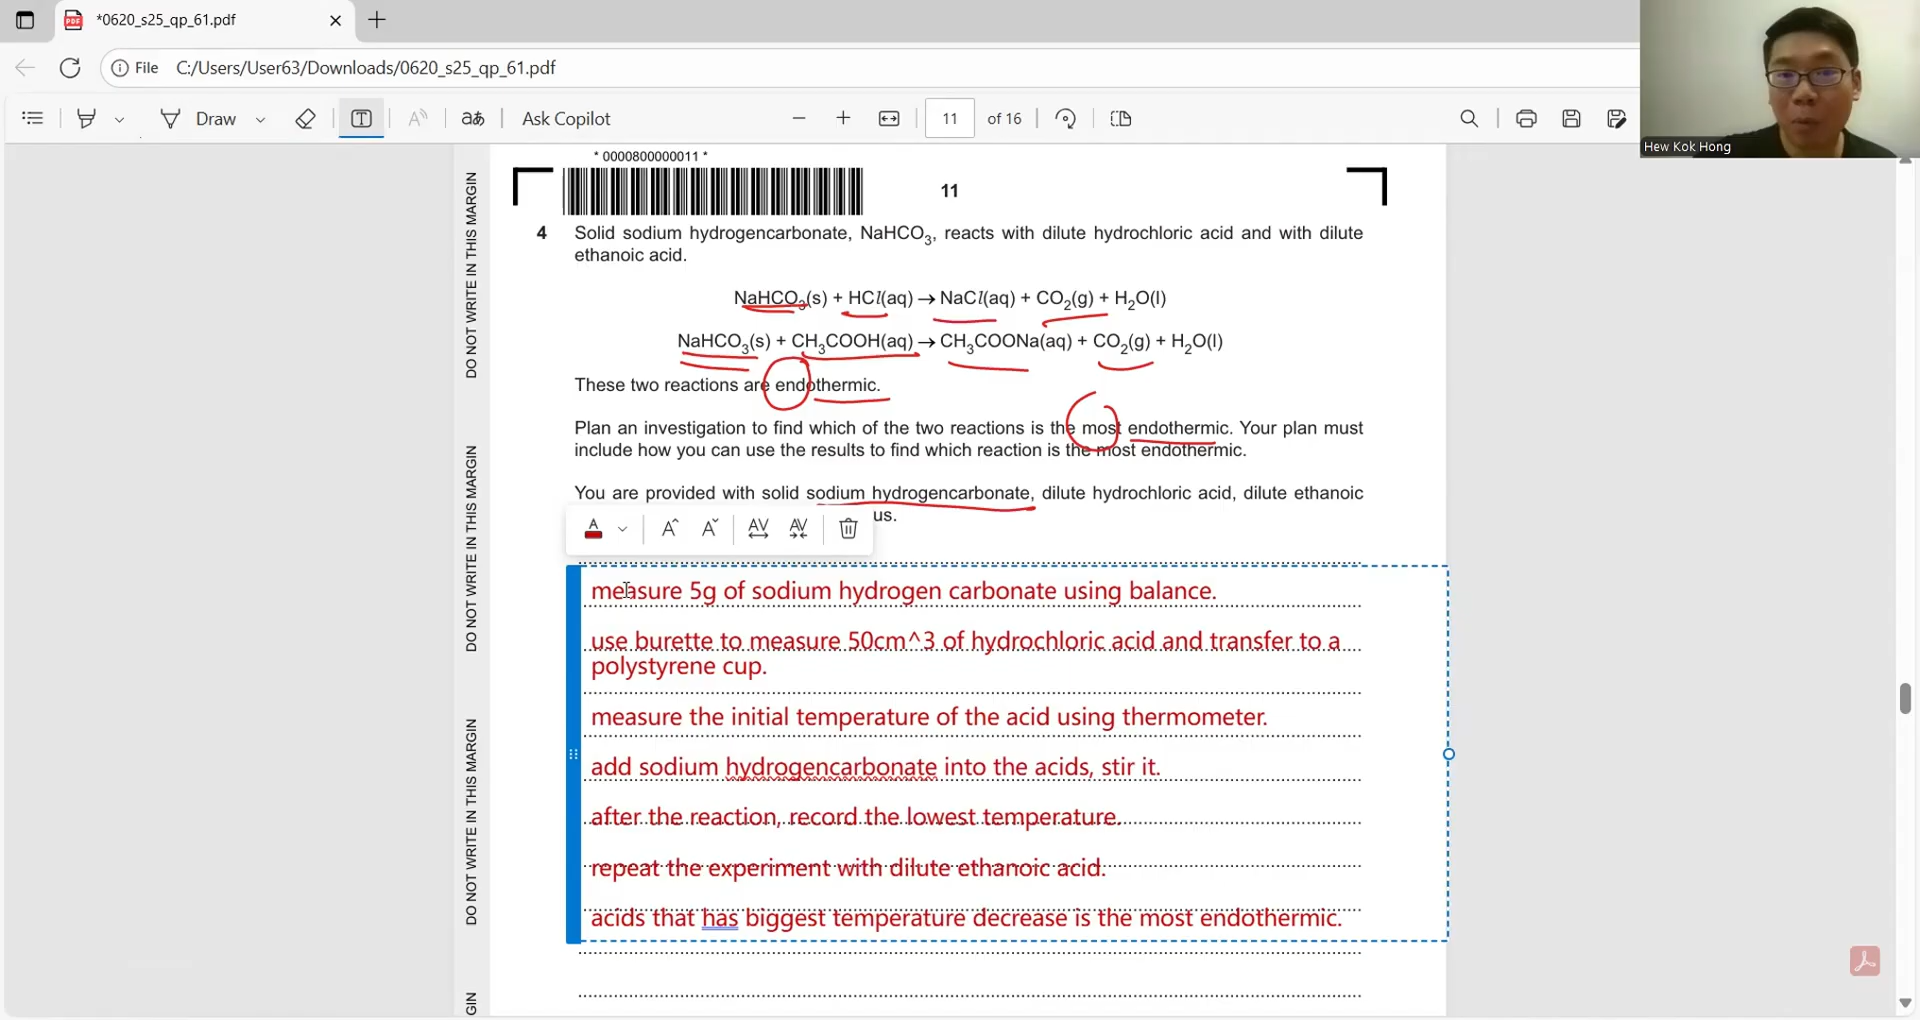 *0620_s25_qp_61.pdf
File C:/Users/User63/Downloads/0620_s25_qp_61.pdf
Draw
aあ
Ask Copilot
11 of 16
Hew Kok Hong
* 0000800000011 *
11
DO NOT WRITE IN THIS MARGIN
DO NOT WRITE IN THIS MARGIN
DO NOT WRITE IN THIS MARGIN
GIN
4 Solid sodium hydrogencarbonate, NaHCO₃, reacts with dilute hydrochloric acid and with dilute
ethanoic acid.
NaHCO₃(s) + HCl(aq) → NaCl(aq) + CO₂(g) + H₂O(l)
NaHCO₃(s) + CH₃COOH(aq) → CH₃COONa(aq) + CO₂(g) + H₂O(l)
These two reactions are endothermic.
Plan an investigation to find which of the two reactions is the most endothermic. Your plan must
include how you can use the results to find which reaction is the most endothermic.
You are provided with solid sodium hydrogencarbonate, dilute hydrochloric acid, dilute ethanoic
us.
measure 5g of sodium hydrogen carbonate using balance.
use burette to measure 50cm^3 of hydrochloric acid and transfer to a
polystyrene cup.
measure the initial temperature of the acid using thermometer.
add sodium hydrogencarbonate into the acids, stir it.
after the reaction, record the lowest temperature.
repeat the experiment with dilute ethanoic acid.
acids that has biggest temperature decrease is the most endothermic.